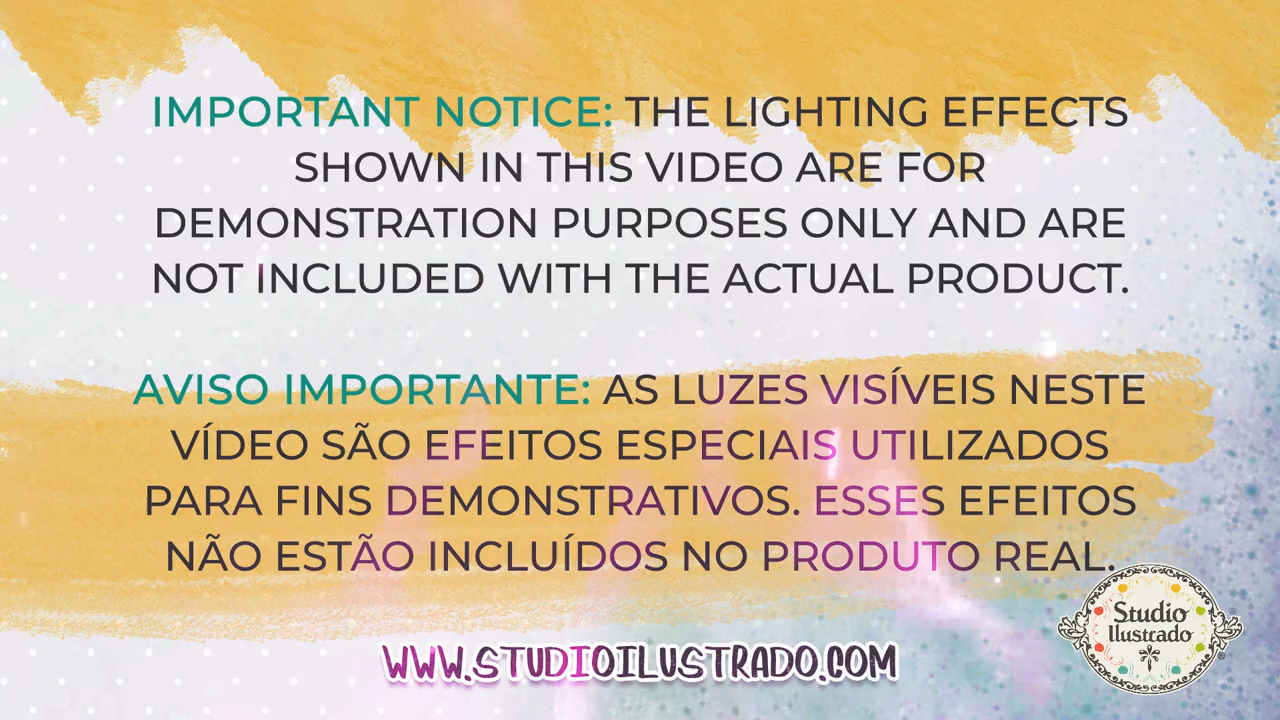 IMPORTANT NOTICE: THE LIGHTING EFFECTS
SHOWN IN THIS VIDEO ARE FOR
DEMONSTRATION PURPOSES ONLY AND ARE
NOT INCLUDED WITH THE ACTUAL PRODUCT.
AVISO IMPORTANTE: AS LUZES VISÍVEIS NESTE
VÍDEO SÃO EFEITOS ESPECIAIS UTILIZADOS
PARA FINS DEMONSTRATIVOS. ESSES EFEITOS
NÃO ESTÃO INCLUÍDOS NO PRODUTO REAL.
Studio
Ilustrado
®
WWW.STUDIOILUSTRADO.COM